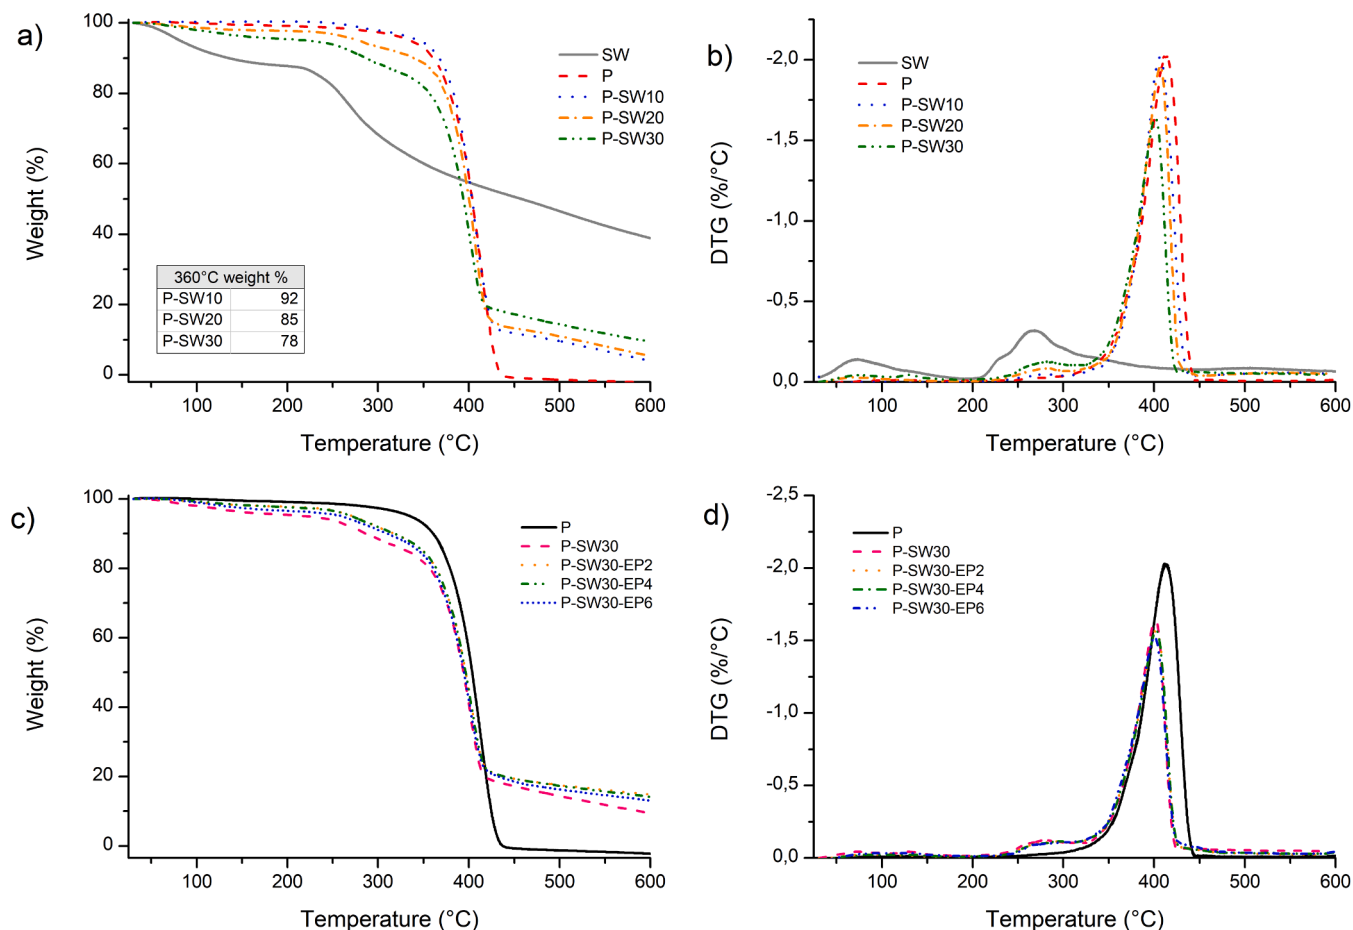 a)
100
80
60
40
20
0
Weight (%)
SW
P
P-SW10
P-SW20
P-SW30
360°C weight %
P-SW10 92
P-SW20 85
P-SW30 78
100 200 300 400 500 600
Temperature (°C)
b)
-2,0
-1,5
-1,0
-0,5
0,0
DTG (%/°C)
SW
P
P-SW10
P-SW20
P-SW30
100 200 300 400 500 600
Temperature (°C)
c)
100
80
60
40
20
0
Weight (%)
P
P-SW30
P-SW30-EP2
P-SW30-EP4
P-SW30-EP6
100 200 300 400 500 600
Temperature (°C)
d)
-2,5
-2,0
-1,5
-1,0
-0,5
0,0
DTG (%/°C)
P
P-SW30
P-SW30-EP2
P-SW30-EP4
P-SW30-EP6
100 200 300 400 500 600
Temperature (°C)